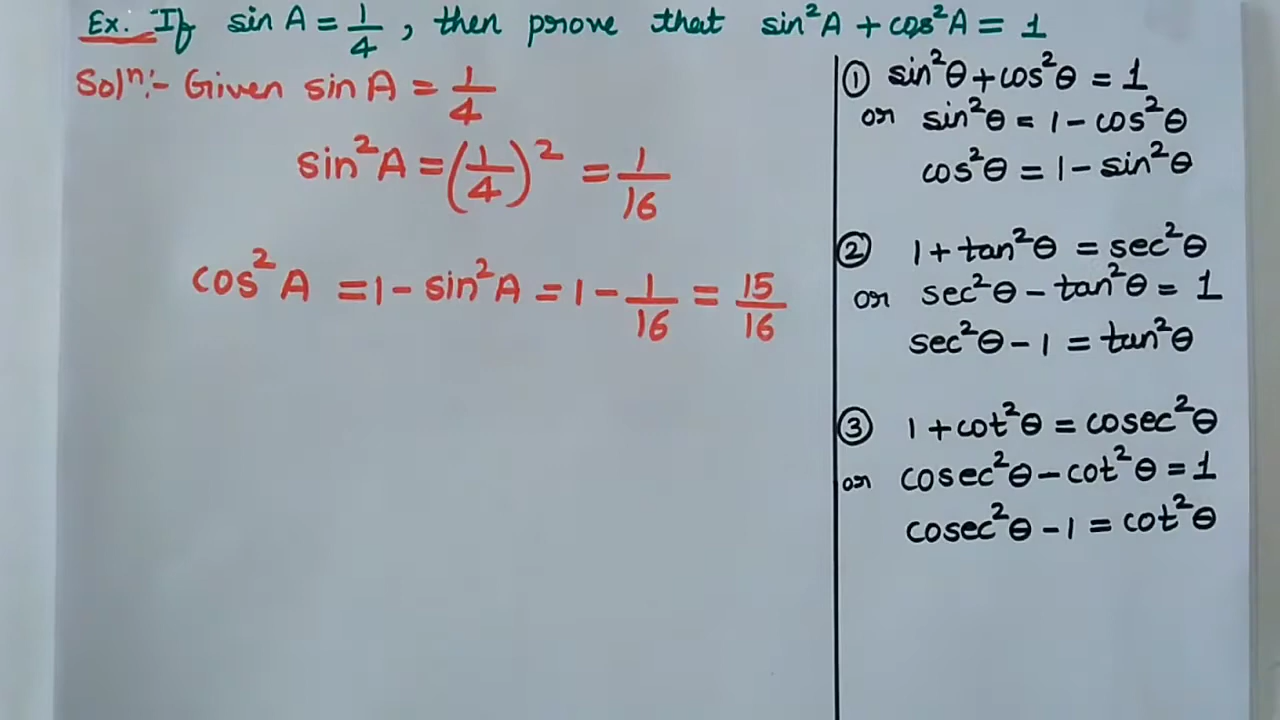 Ex. If sin A = 1/4, then prove that sin²A + cos²A = 1
Solⁿ:- Given sin A = 1/4
sin²A = (1/4)² = 1/16
cos²A = 1 - sin²A = 1 - 1/16 = 15/16
① sin²θ + cos²θ = 1
or sin²θ = 1 - cos²θ
cos²θ = 1 - sin²θ
② 1 + tan²θ = sec²θ
or sec²θ - tan²θ = 1
sec²θ - 1 = tan²θ
③ 1 + cot²θ = cosec²θ
or cosec²θ - cot²θ = 1
cosec²θ - 1 = cot²θ